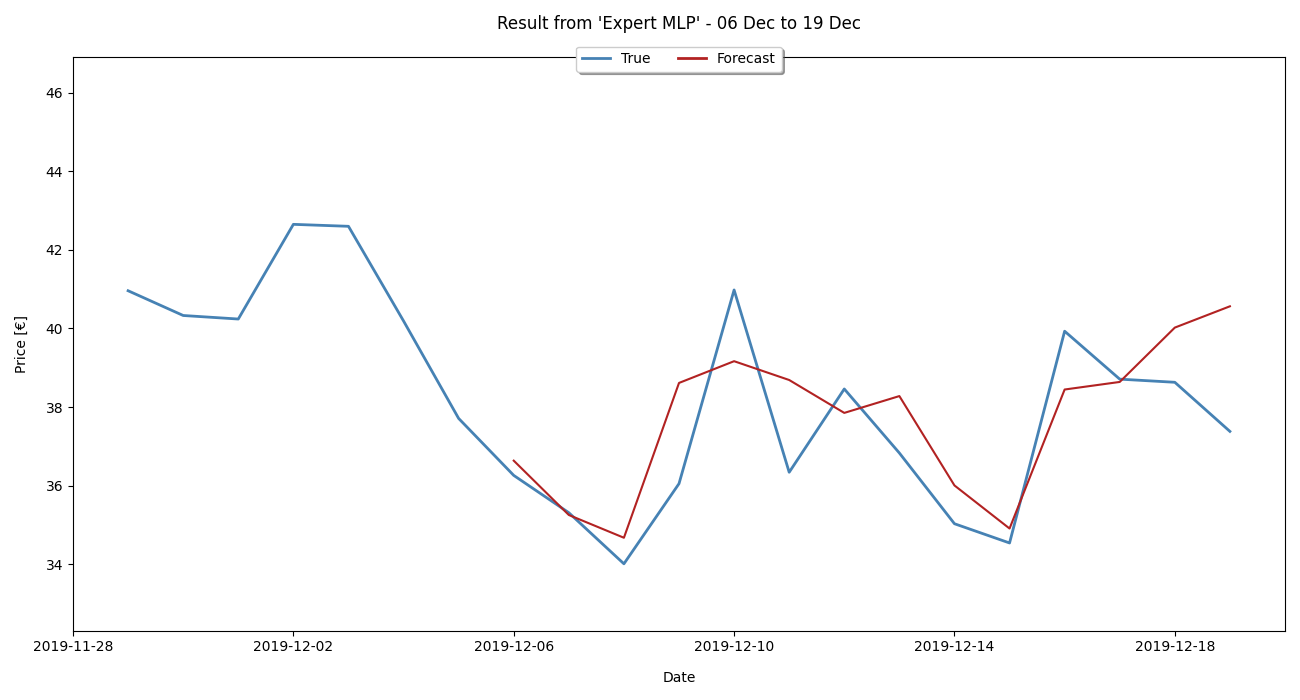 Result from 'Expert MLP' - 06 Dec to 19 Dec
True
Forecast
46
44
42
40
38
36
34
Price [€]
2019-11-28
2019-12-02
2019-12-06
2019-12-10
2019-12-14
2019-12-18
Date